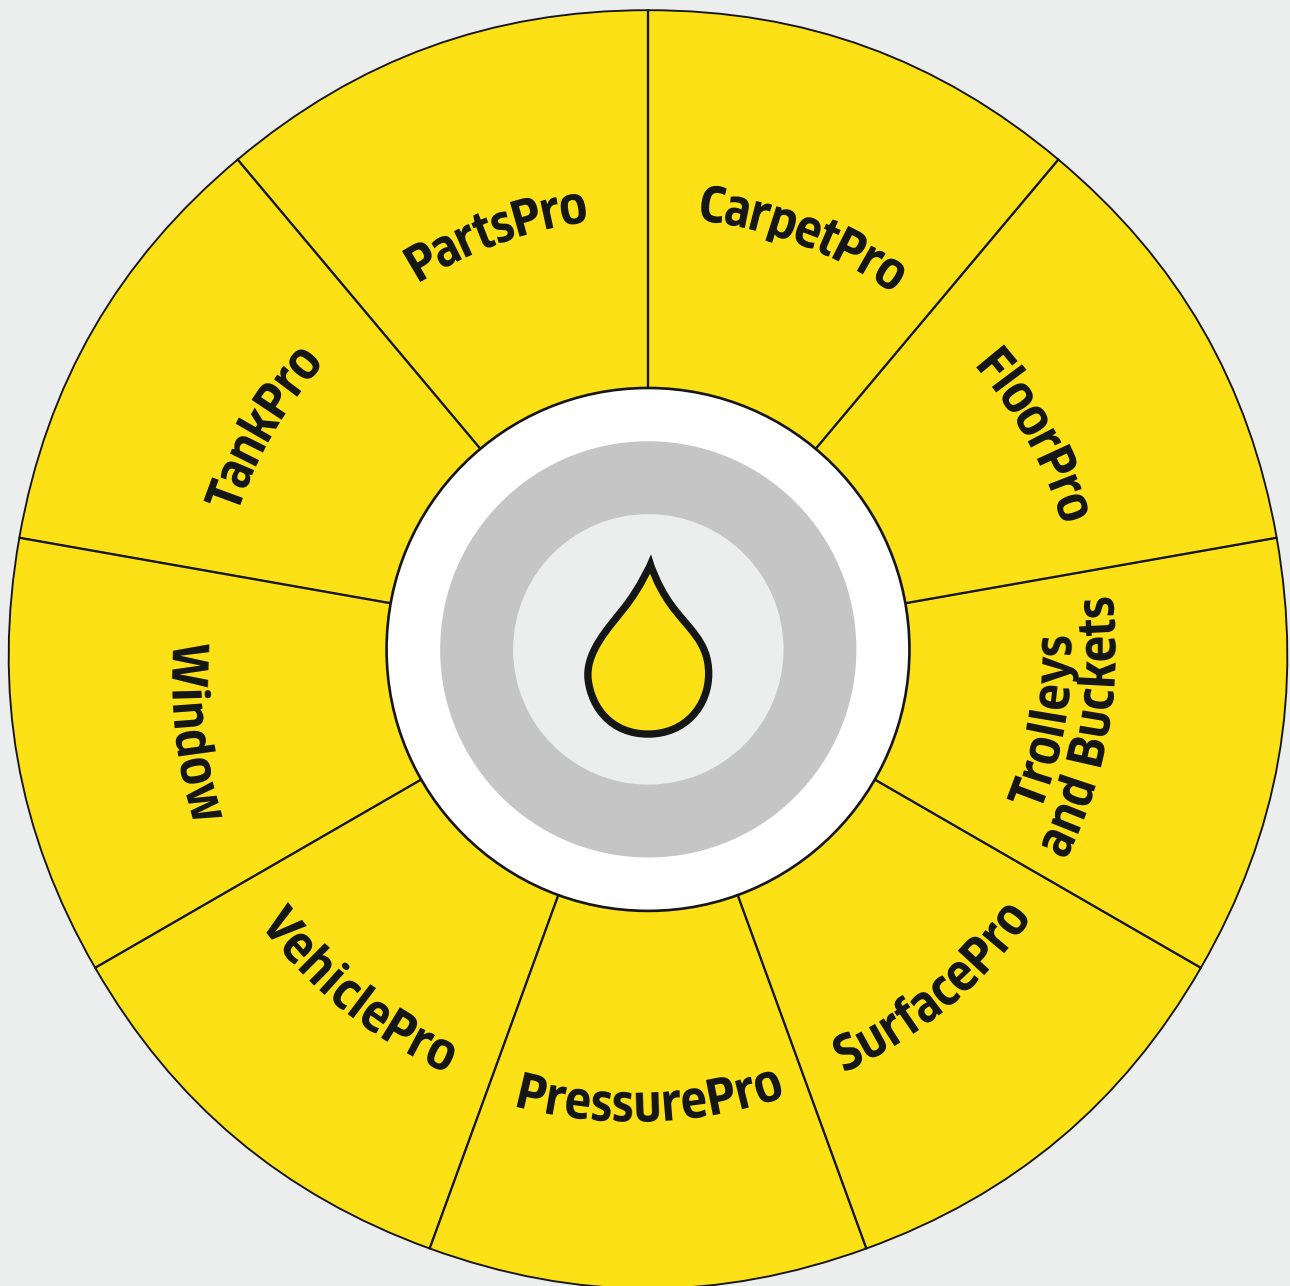 CarpetPro
FloorPro
Trolleys
and Buckets
SurfacePro
PressurePro
VehiclePro
Window
TankPro
PartsPro